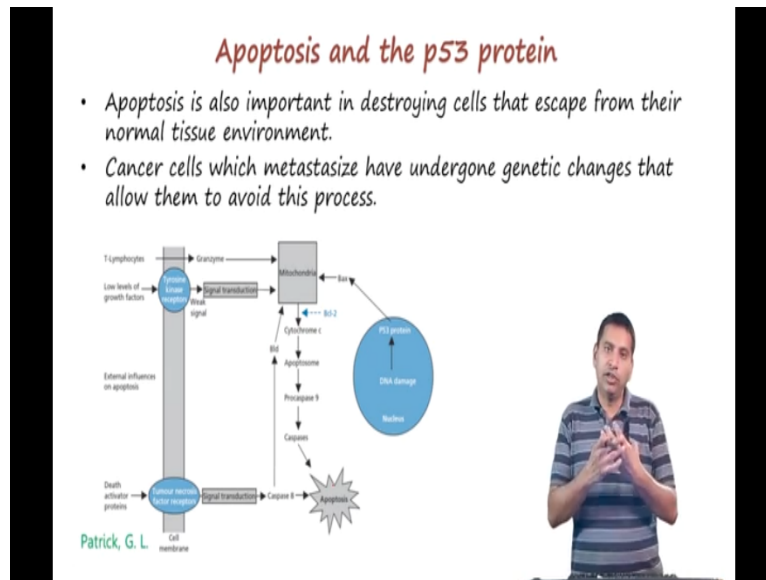 Apoptosis and the p53 protein
• Apoptosis is also important in destroying cells that escape from their
normal tissue environment.
• Cancer cells which metastasize have undergone genetic changes that
allow them to avoid this process.
T-Lymphocytes
Granzyme
Mitochondria
Low levels of
growth factors
Tyrosine
kinase
receptors
Signal transduction
Weak
signal
Bax
Bcl-2
Cytochrome c
P53 protein
Bid
Apoptosome
DNA damage
External influences
on apoptosis
Procaspase 9
Nucleus
Caspases
Death
activator
proteins
Tumour necrosis
factor receptors
Signal transduction
Caspase 8
Apoptosis
Cell
membrane
Patrick, G. L.